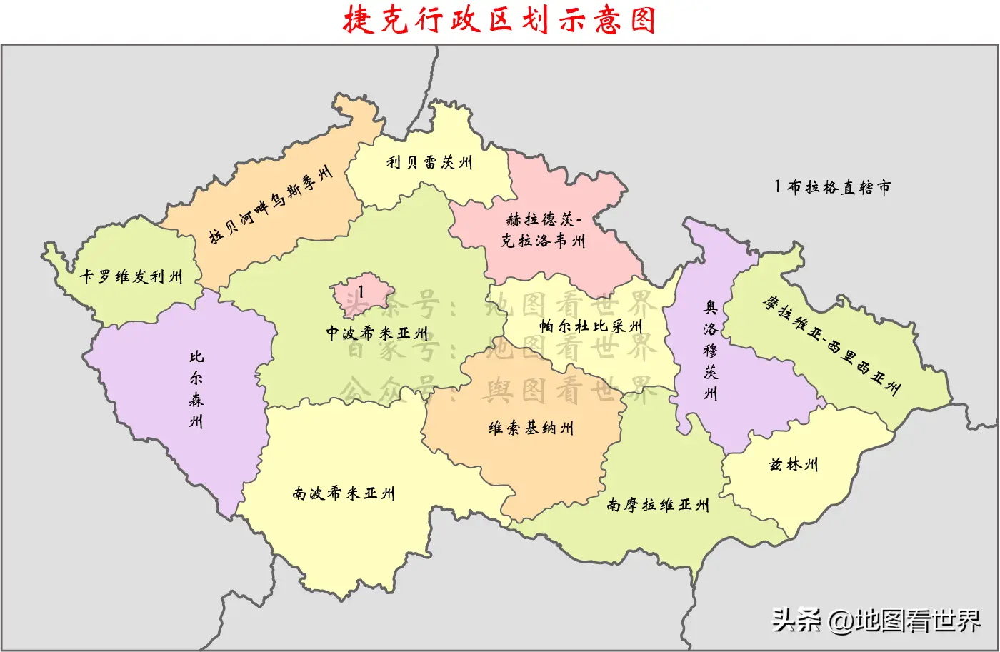 捷克行政区划示意图
利贝雷茨州
拉贝河畔乌斯季州
1布拉格直辖市
赫拉德茨-
克拉洛韦州
卡罗维发利州
1
头条号：地图看世界
奥洛穆茨州
摩拉维亚-西里西亚州
帕尔杜比采州
中波希米亚州
百家号：地图看世界
比尔森州
公众号：舆图看世界
维索基纳州
兹林州
南波希米亚州
南摩拉维亚州
头条 @地图看世界